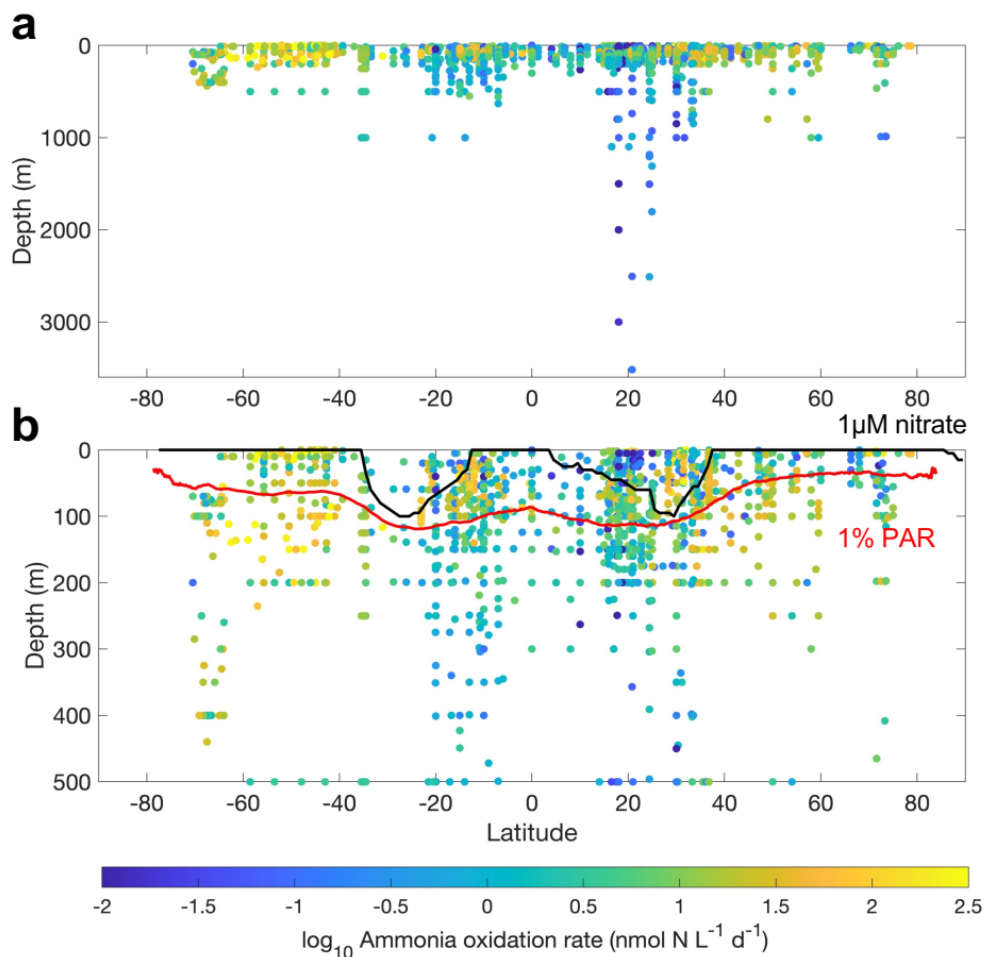 a
0
1000
2000
3000
Depth (m)
-80 -60 -40 -20 0 20 40 60 80
b
1µM nitrate
0
100
200
300
400
500
Depth (m)
1% PAR
-80 -60 -40 -20 0 20 40 60 80
Latitude
-2 -1.5 -1 -0.5 0 0.5 1 1.5 2 2.5
log₁₀ Ammonia oxidation rate (nmol N L⁻¹ d⁻¹)